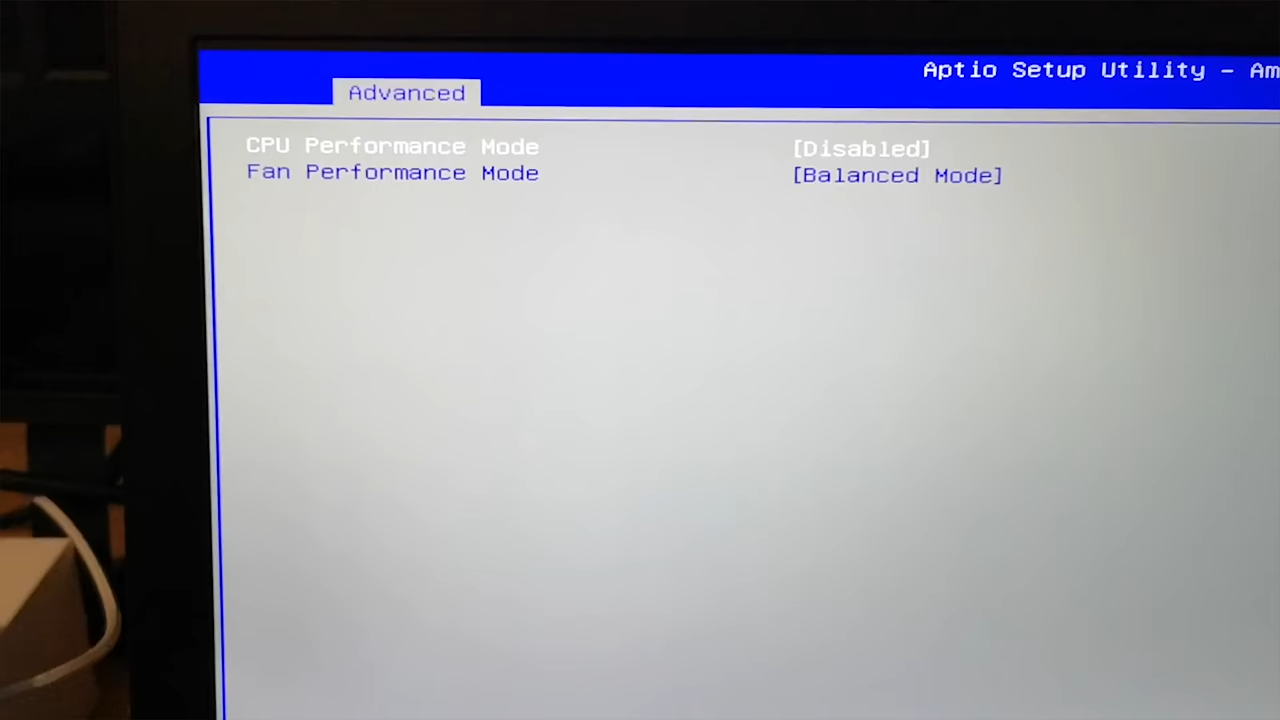 Aptio Setup Utility - Am
Advanced
CPU Performance Mode [Disabled]
Fan Performance Mode [Balanced Mode]